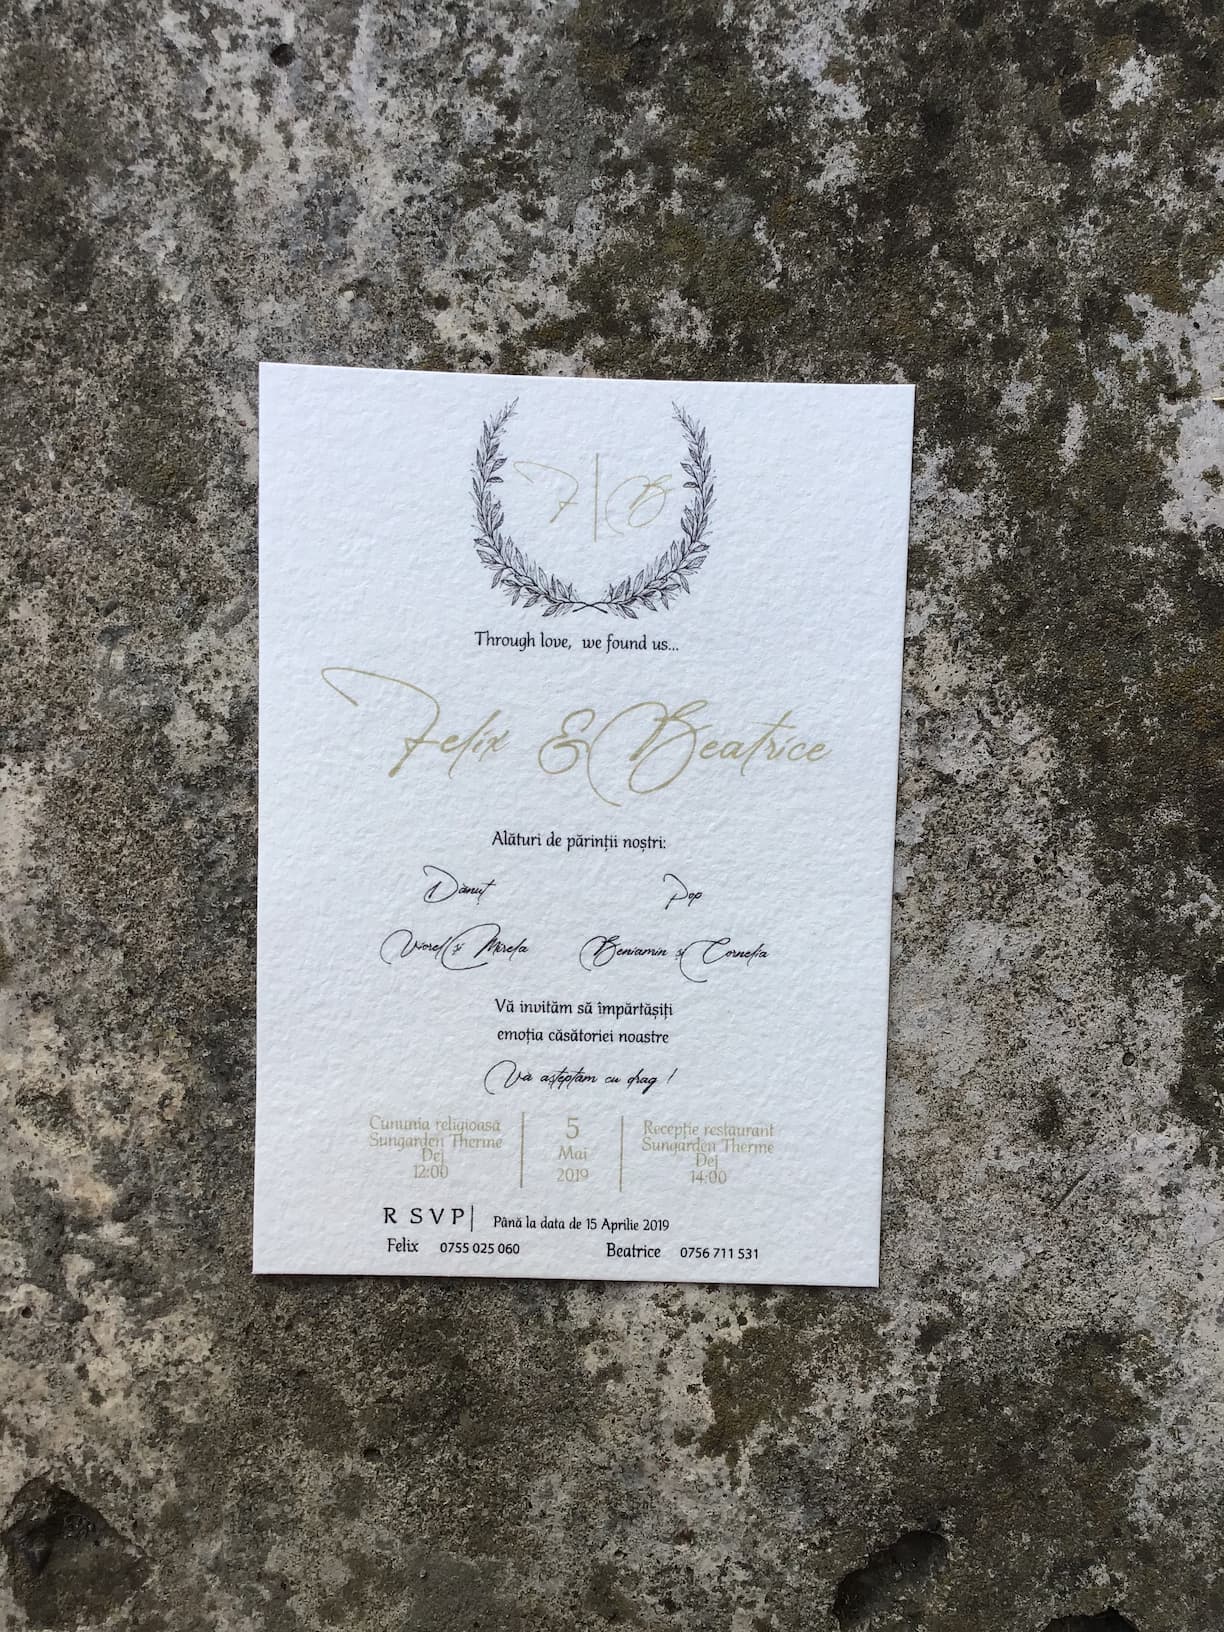 F | B
Through love, we found us...
Felix & Beatrice
Alături de părinții noștri:
Dănuț Pop
Viorel și Mirela Beniamin și Cornelia
Vă invităm să împărtășiți
emoția căsătoriei noastre
Vă așteptăm cu drag !
Cununia religioasă
Sungarden Therme
Dej
12:00
5
Mai
2019
Recepție restaurant
Sungarden Therme
Dej
14:00
R SVP| Până la data de 15 Aprilie 2019
Felix 0755 025 060 Beatrice 0756 711 531